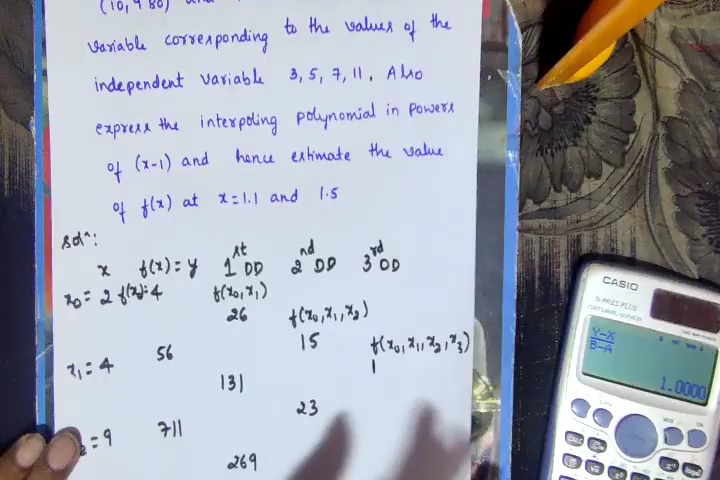 (10, 980) and
variable corresponding to the values of the
independent variable 3, 5, 7, 11. Also
express the interpoling polynomial in powers
of (x-1) and hence estimate the value
of f(x) at x = 1.1 and 1.5
solⁿ:
x f(x) = y 1st DD 2nd DD 3rd DD
x₀ = 2 f(x₀) = 4 f(x₀, x₁)
26 f(x₀, x₁, x₂)
x₁ = 4 56 15 f(x₀, x₁, x₂, x₃)
1
131
23
= 9 711
269
CASIO
NATURAL-V.P.A.M.
Y-X
B-A
1.0000
CALC